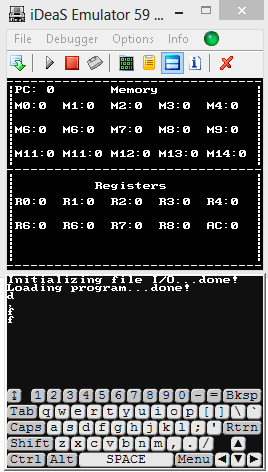 iDeaS Emulator 59 ...
File Debugger Options Info
PC: 0 Memory
M0:0 M1:0 M2:0 M3:0 M4:0
M6:0 M6:0 M7:0 M8:0 M9:0
M11:0 M11:0 M12:0 M13:0 M14:0
Registers
R0:0 R1:0 R2:0 R3:0 R4:0
R6:0 R6:0 R7:0 R8:0 AC:0
Initializing file I/O...done!
Loading program...done!
d
f
f
1 2 3 4 5 6 7 8 9 0 - = Bksp
Tab q w e r t y u i o p [ ] \ `
Caps a s d f g h j k l ; ' Rtrn
Shift z x c v b n m , . / ▲
Ctrl Alt SPACE Menu ◀ ▼ ▶